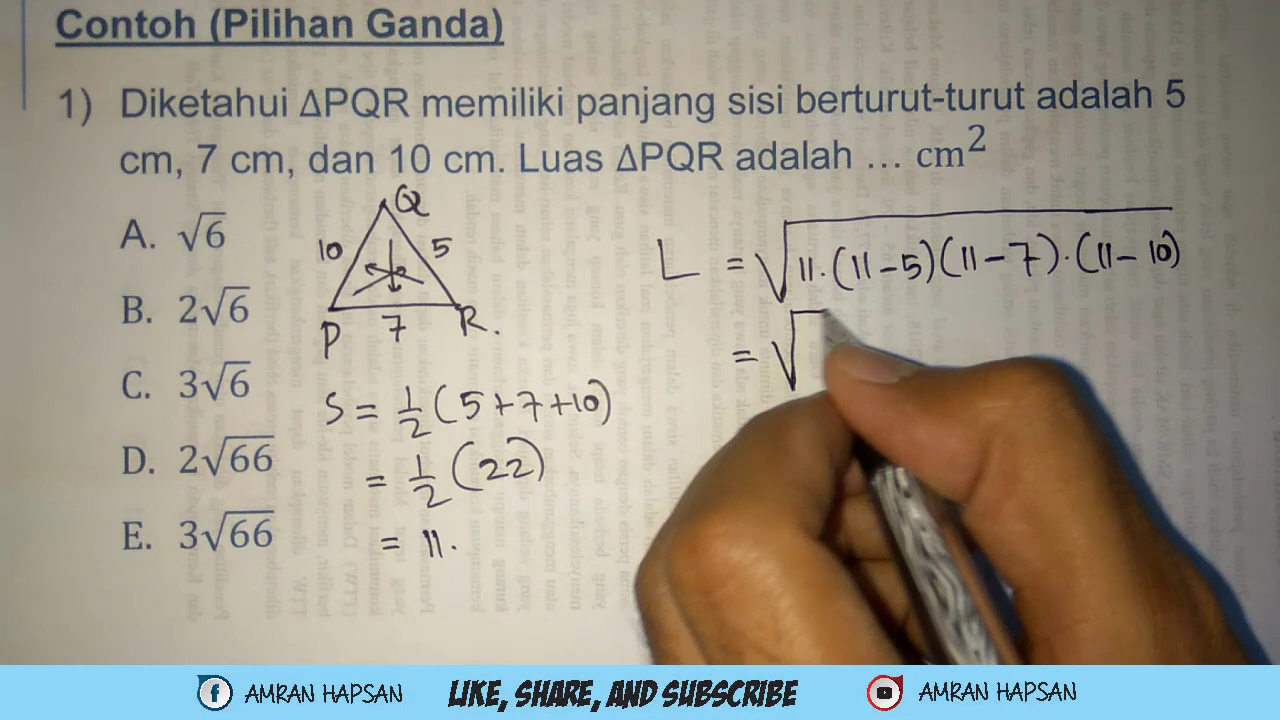 Contoh (Pilihan Ganda)
1) Diketahui ΔPQR memiliki panjang sisi berturut-turut adalah 5
cm, 7 cm, dan 10 cm. Luas ΔPQR adalah … cm²
A. √6
B. 2√6
C. 3√6
D. 2√66
E. 3√66
Q
10
5
P
7
R.
S = 1/2 (5+7+10)
= 1/2 (22)
= 11.
L = √11.(11-5)(11-7).(11-10)
= √
AMRAN HAPSAN
LIKE, SHARE, AND SUBSCRIBE
AMRAN HAPSAN